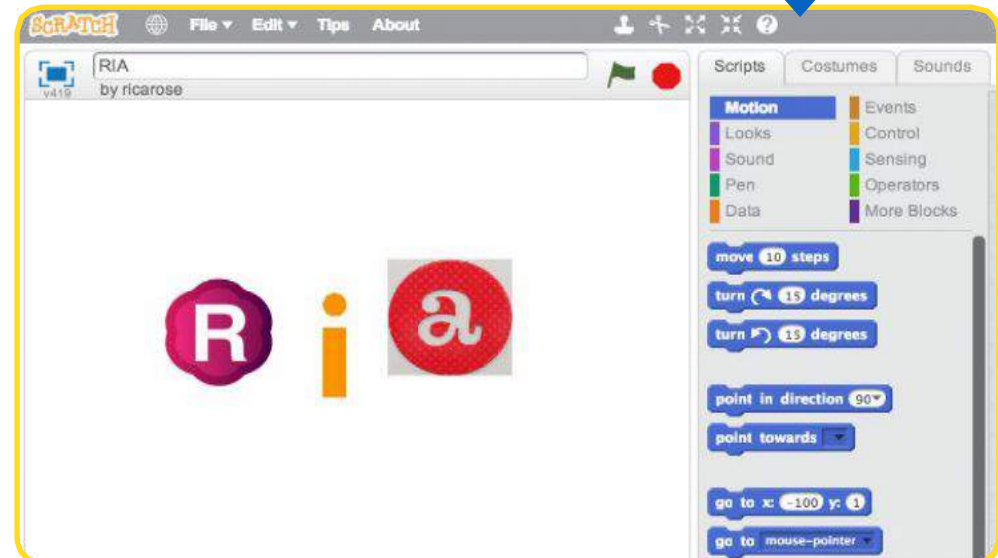 SCRATCH File Edit Tips About
RIA
v419 by ricarose
R i a
Scripts Costumes Sounds
Motion Events
Looks Control
Sound Sensing
Pen Operators
Data More Blocks
move 10 steps
turn 15 degrees
turn 15 degrees
point in direction 90
point towards
go to x: -100 y: 1
go to mouse-pointer